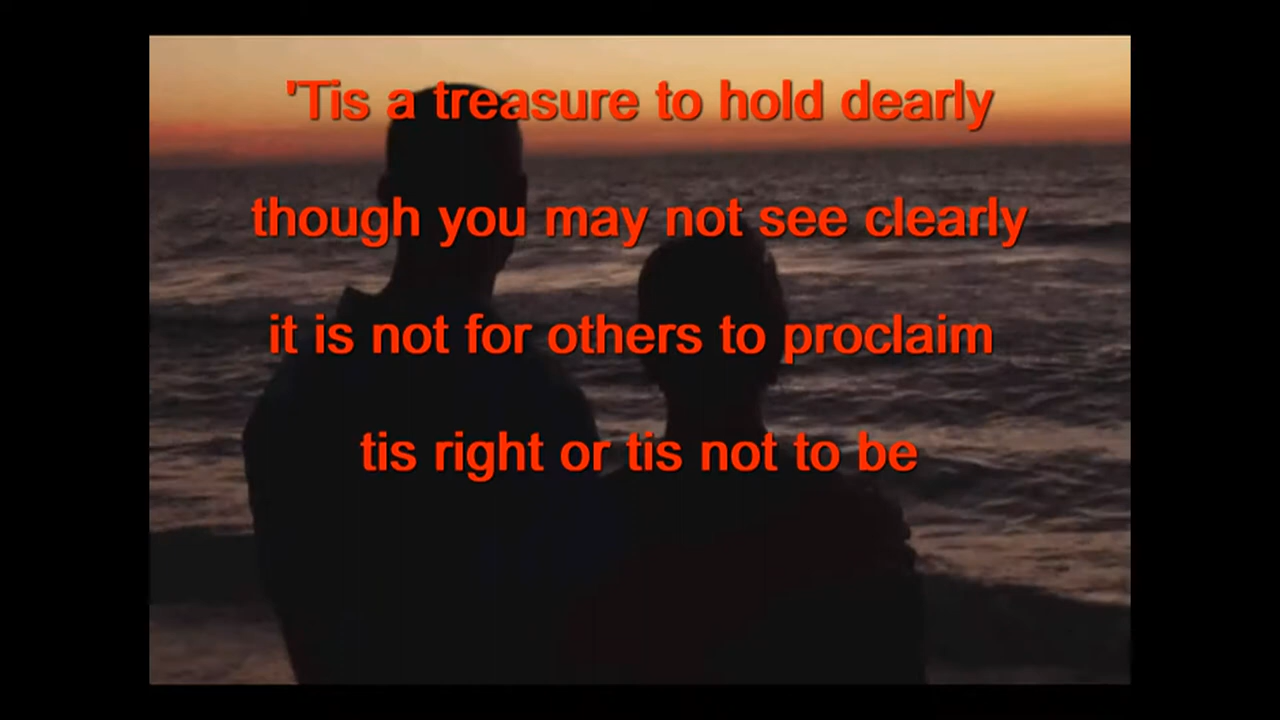 'Tis a treasure to hold dearly
though you may not see clearly
it is not for others to proclaim
tis right or tis not to be